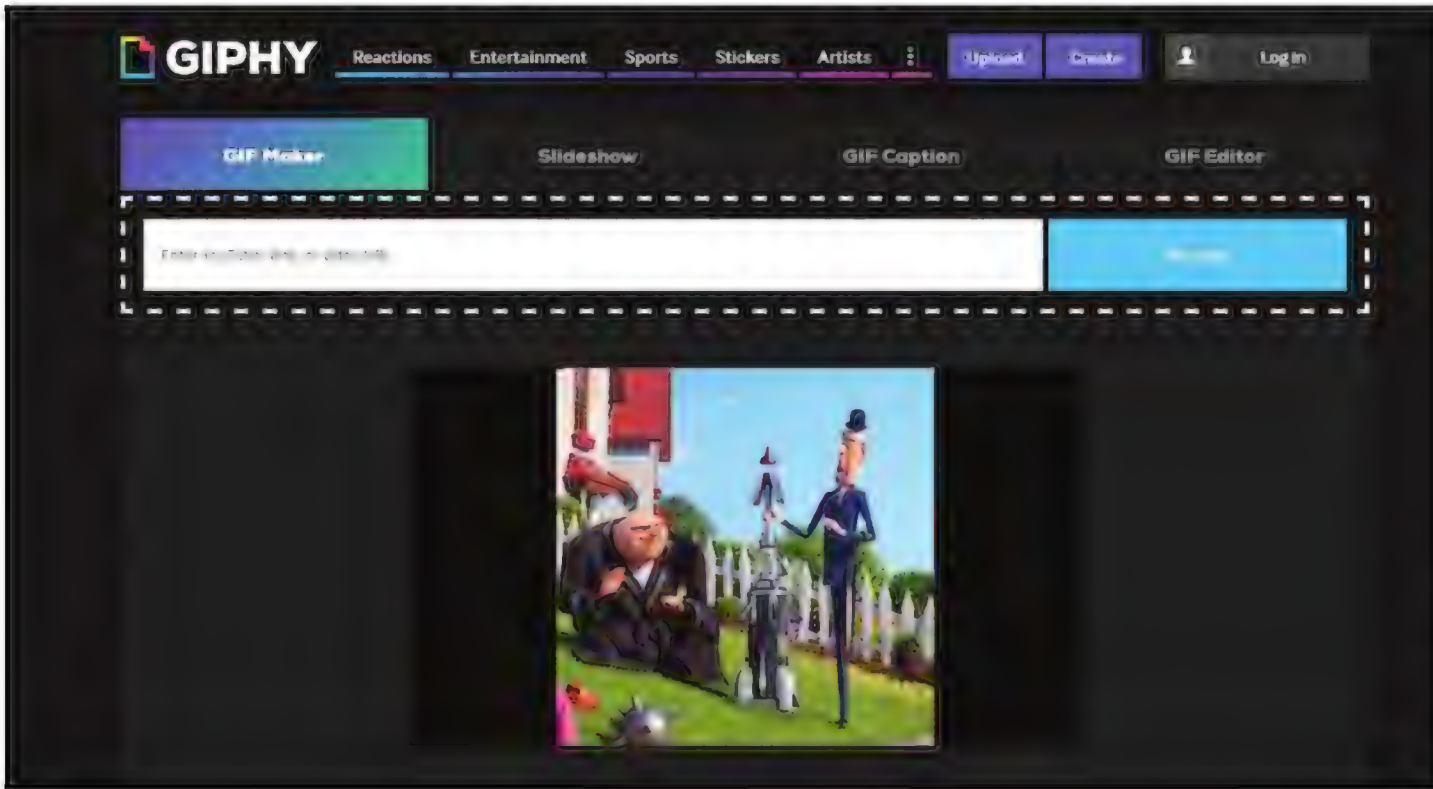 GIPHY
Reactions Entertainment Sports Stickers Artists Upload Create Log In
GIF Maker Slideshow GIF Caption GIF Editor